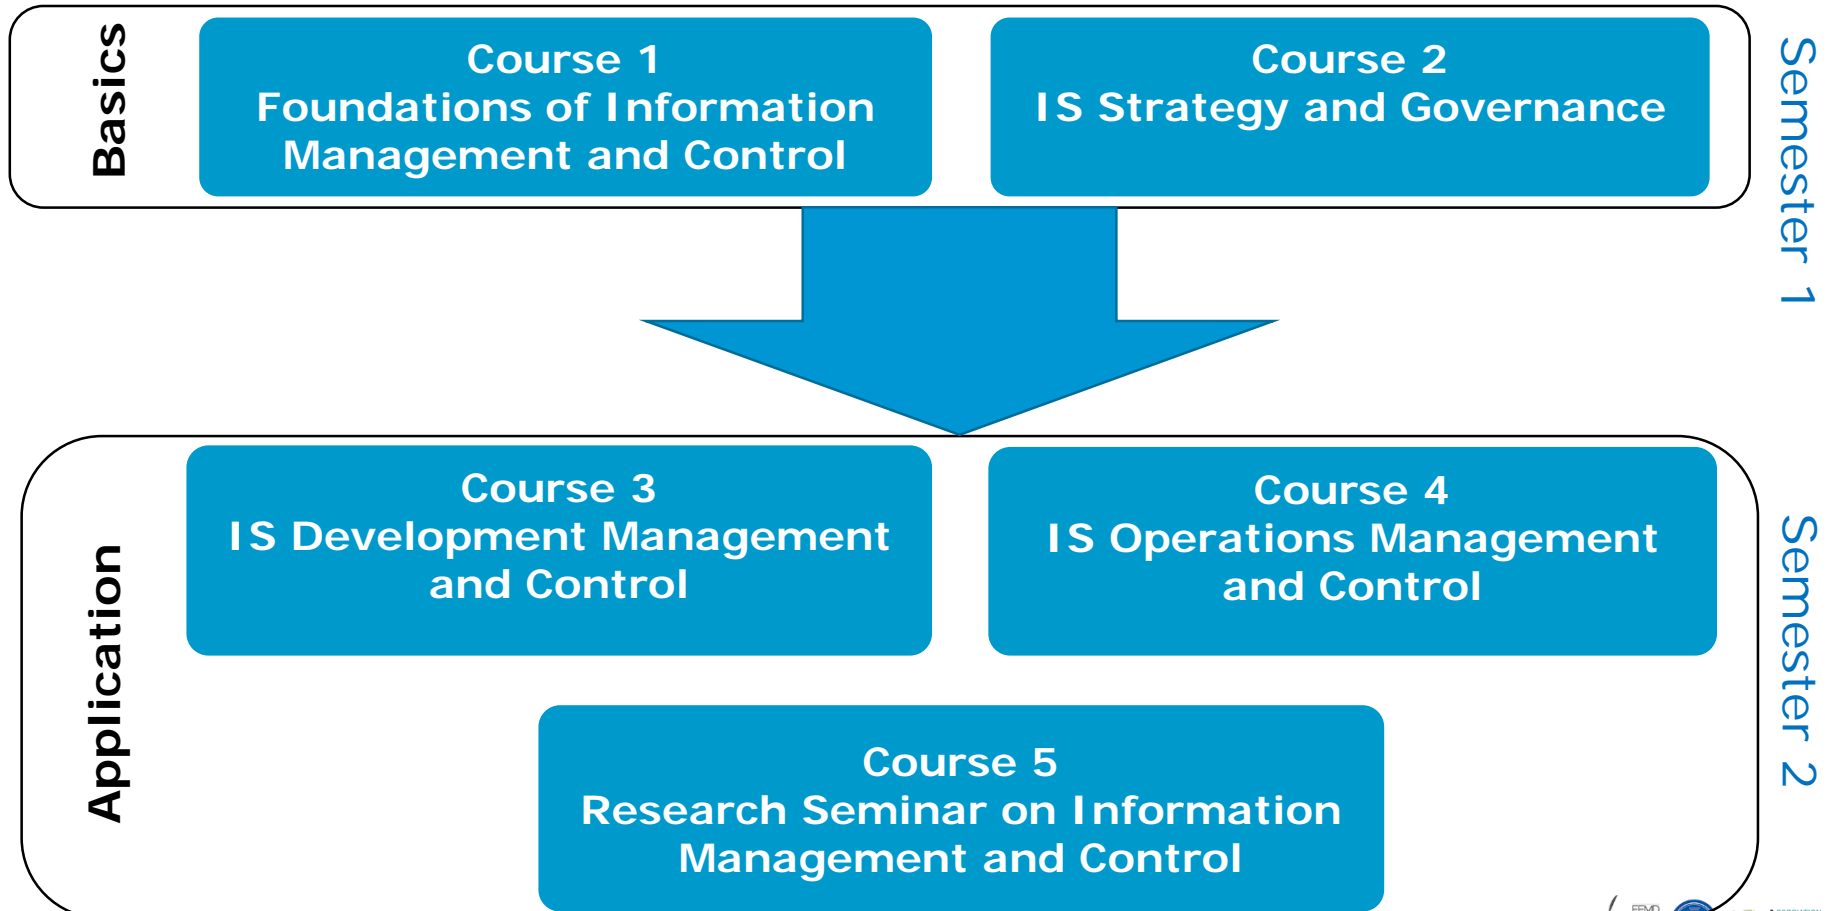 Basics
Course 1
Foundations of Information
Management and Control
Course 2
IS Strategy and Governance
Semester 1
Application
Course 3
IS Development Management
and Control
Course 4
IS Operations Management
and Control
Course 5
Research Seminar on Information
Management and Control
Semester 2